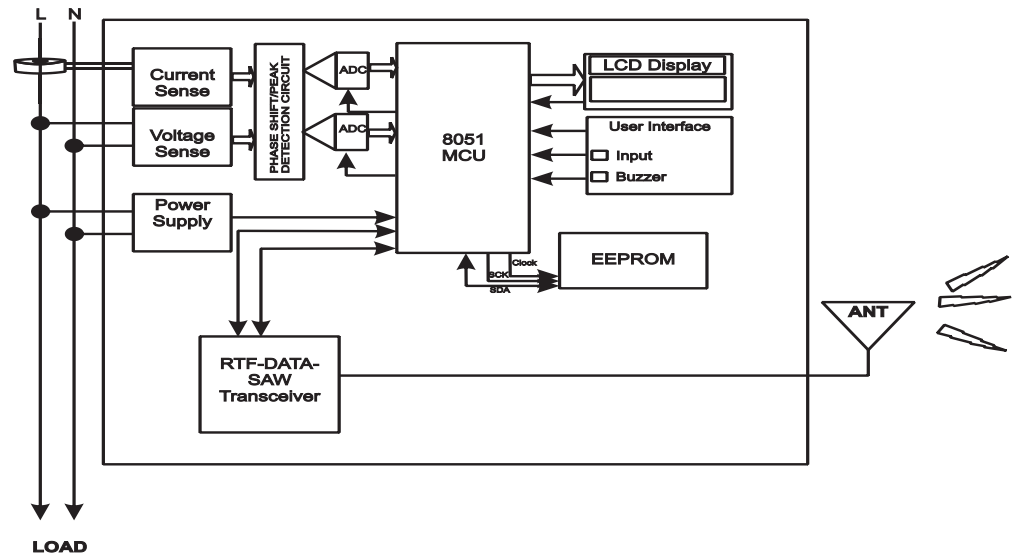 L N
Current
Sense
Voltage
Sense
Power
Supply
PHASE SHIFT/PEAK
DETECTION CIRCUIT
ADC
ADC
8051
MCU
LCD Display
User Interface
Input
Buzzer
EEPROM
Clock
SCK
SDA
RTF-DATA-
SAW
Transceiver
ANT
LOAD